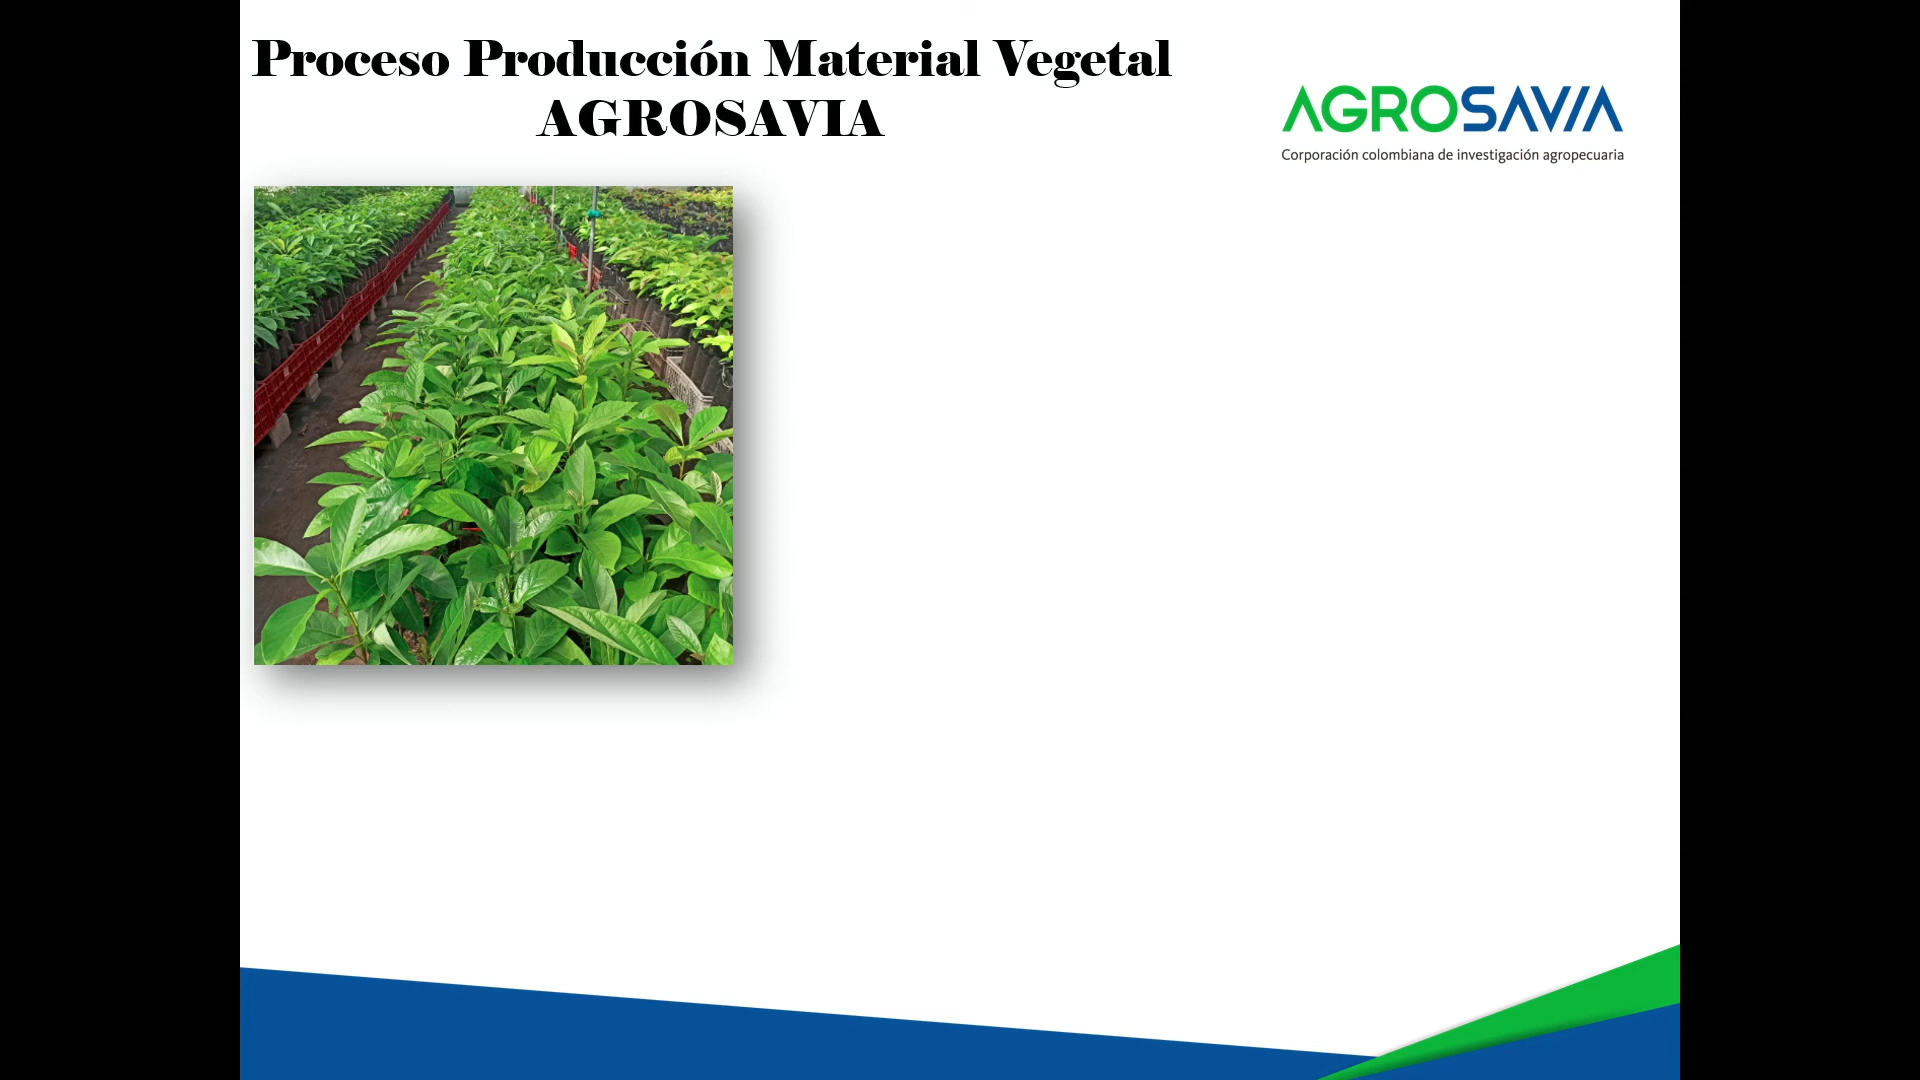 Proceso Producción Material Vegetal
AGROSAVIA
AGROSAVIA
Corporación colombiana de investigación agropecuaria